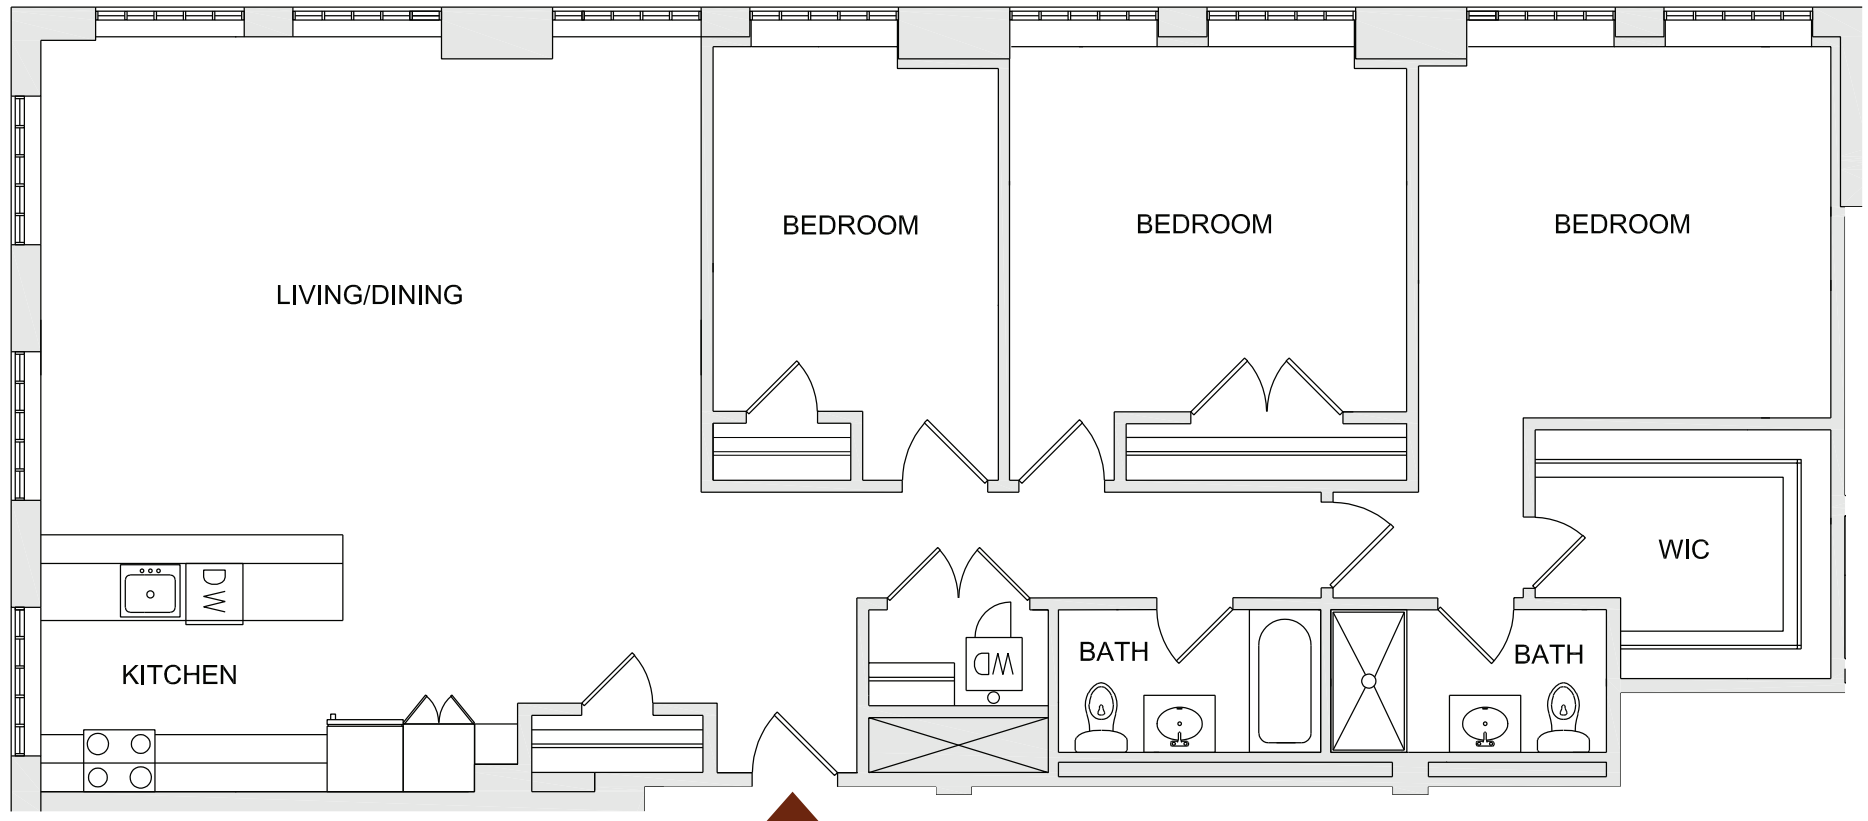 BEDROOM
BEDROOM
BEDROOM
LIVING/DINING
WIC
DW
WD
BATH
BATH
KITCHEN